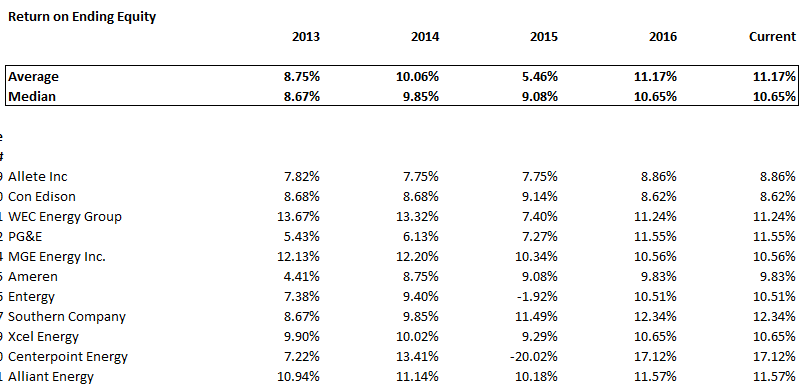 Return on Ending Equity
2013 2014 2015 2016 Current
Average 8.75% 10.06% 5.46% 11.17% 11.17%
Median 8.67% 9.85% 9.08% 10.65% 10.65%
e
#
9 Allete Inc 7.82% 7.75% 7.75% 8.86% 8.86%
0 Con Edison 8.68% 8.68% 9.14% 8.62% 8.62%
1 WEC Energy Group 13.67% 13.32% 7.40% 11.24% 11.24%
2 PG&E 5.43% 6.13% 7.27% 11.55% 11.55%
4 MGE Energy Inc. 12.13% 12.20% 10.34% 10.56% 10.56%
5 Ameren 4.41% 8.75% 9.08% 9.83% 9.83%
Entergy 7.38% 9.40% -1.92% 10.51% 10.51%
7 Southern Company 8.67% 9.85% 11.49% 12.34% 12.34%
9 Xcel Energy 9.90% 10.02% 9.29% 10.65% 10.65%
0 Centerpoint Energy 7.22% 13.41% -20.02% 17.12% 17.12%
1 Alliant Energy 10.94% 11.14% 10.18% 11.57% 11.57%